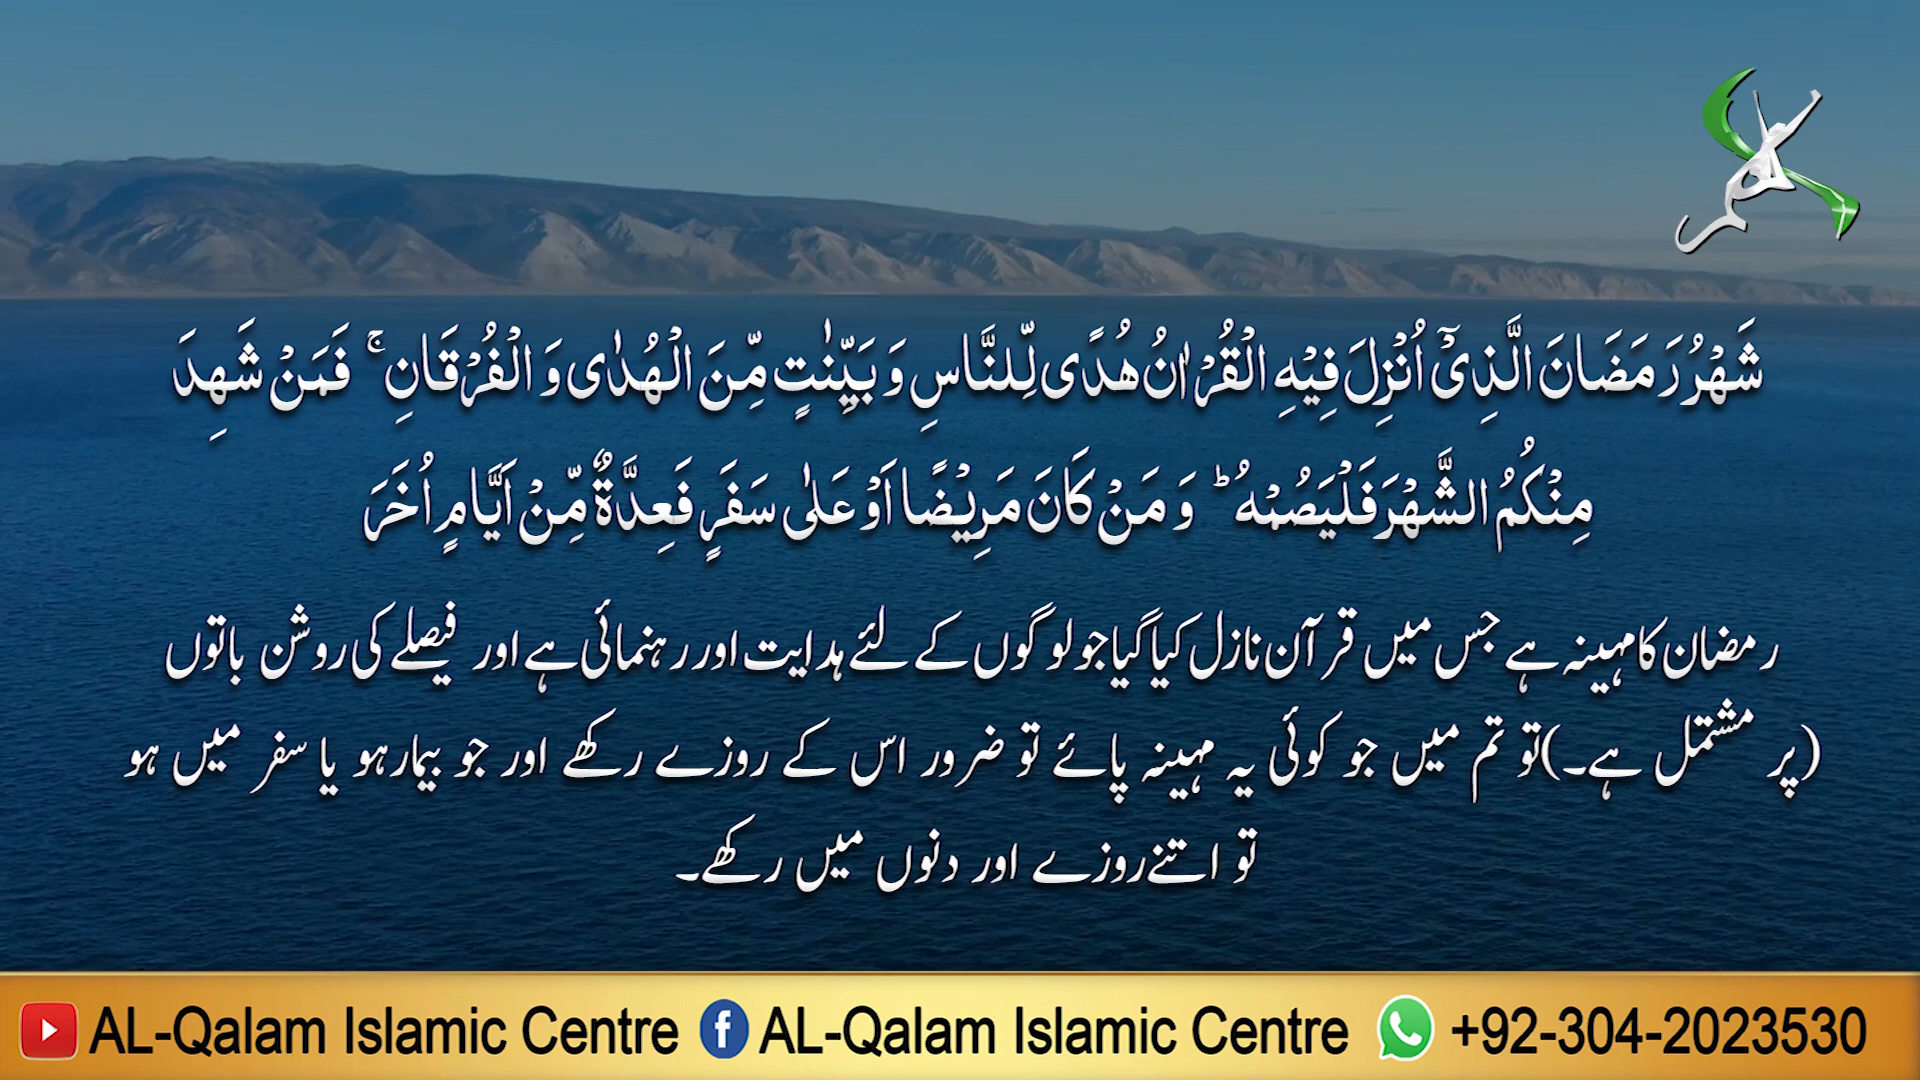 شَهْرُ رَمَضَانَ الَّذِیْۤ اُنْزِلَ فِیْهِ الْقُرْاٰنُ هُدًی لِّلنَّاسِ وَ بَیِّنٰتٍ مِّنَ الْهُدٰی وَ الْفُرْقَانِ ۚ فَمَنْ شَهِدَ
مِنْكُمُ الشَّهْرَ فَلْیَصُمْهُ ؕ وَ مَنْ كَانَ مَرِیْضًا اَوْ عَلٰی سَفَرٍ فَعِدَّةٌ مِّنْ اَیَّامٍ اُخَرَ
رمضان کا مہینہ ہے جس میں قرآن نازل کیا گیا جو لوگوں کے لئے ہدایت اور رہنمائی ہے اور فیصلے کی روشن باتوں
(پر مشتمل ہے۔) تو تم میں جو کوئی یہ مہینہ پائے تو ضرور اس کے روزے رکھے اور جو بیمار ہو یا سفر میں ہو
تو اتنے روزے اور دنوں میں رکھے۔
AL-Qalam Islamic Centre AL-Qalam Islamic Centre +92-304-2023530